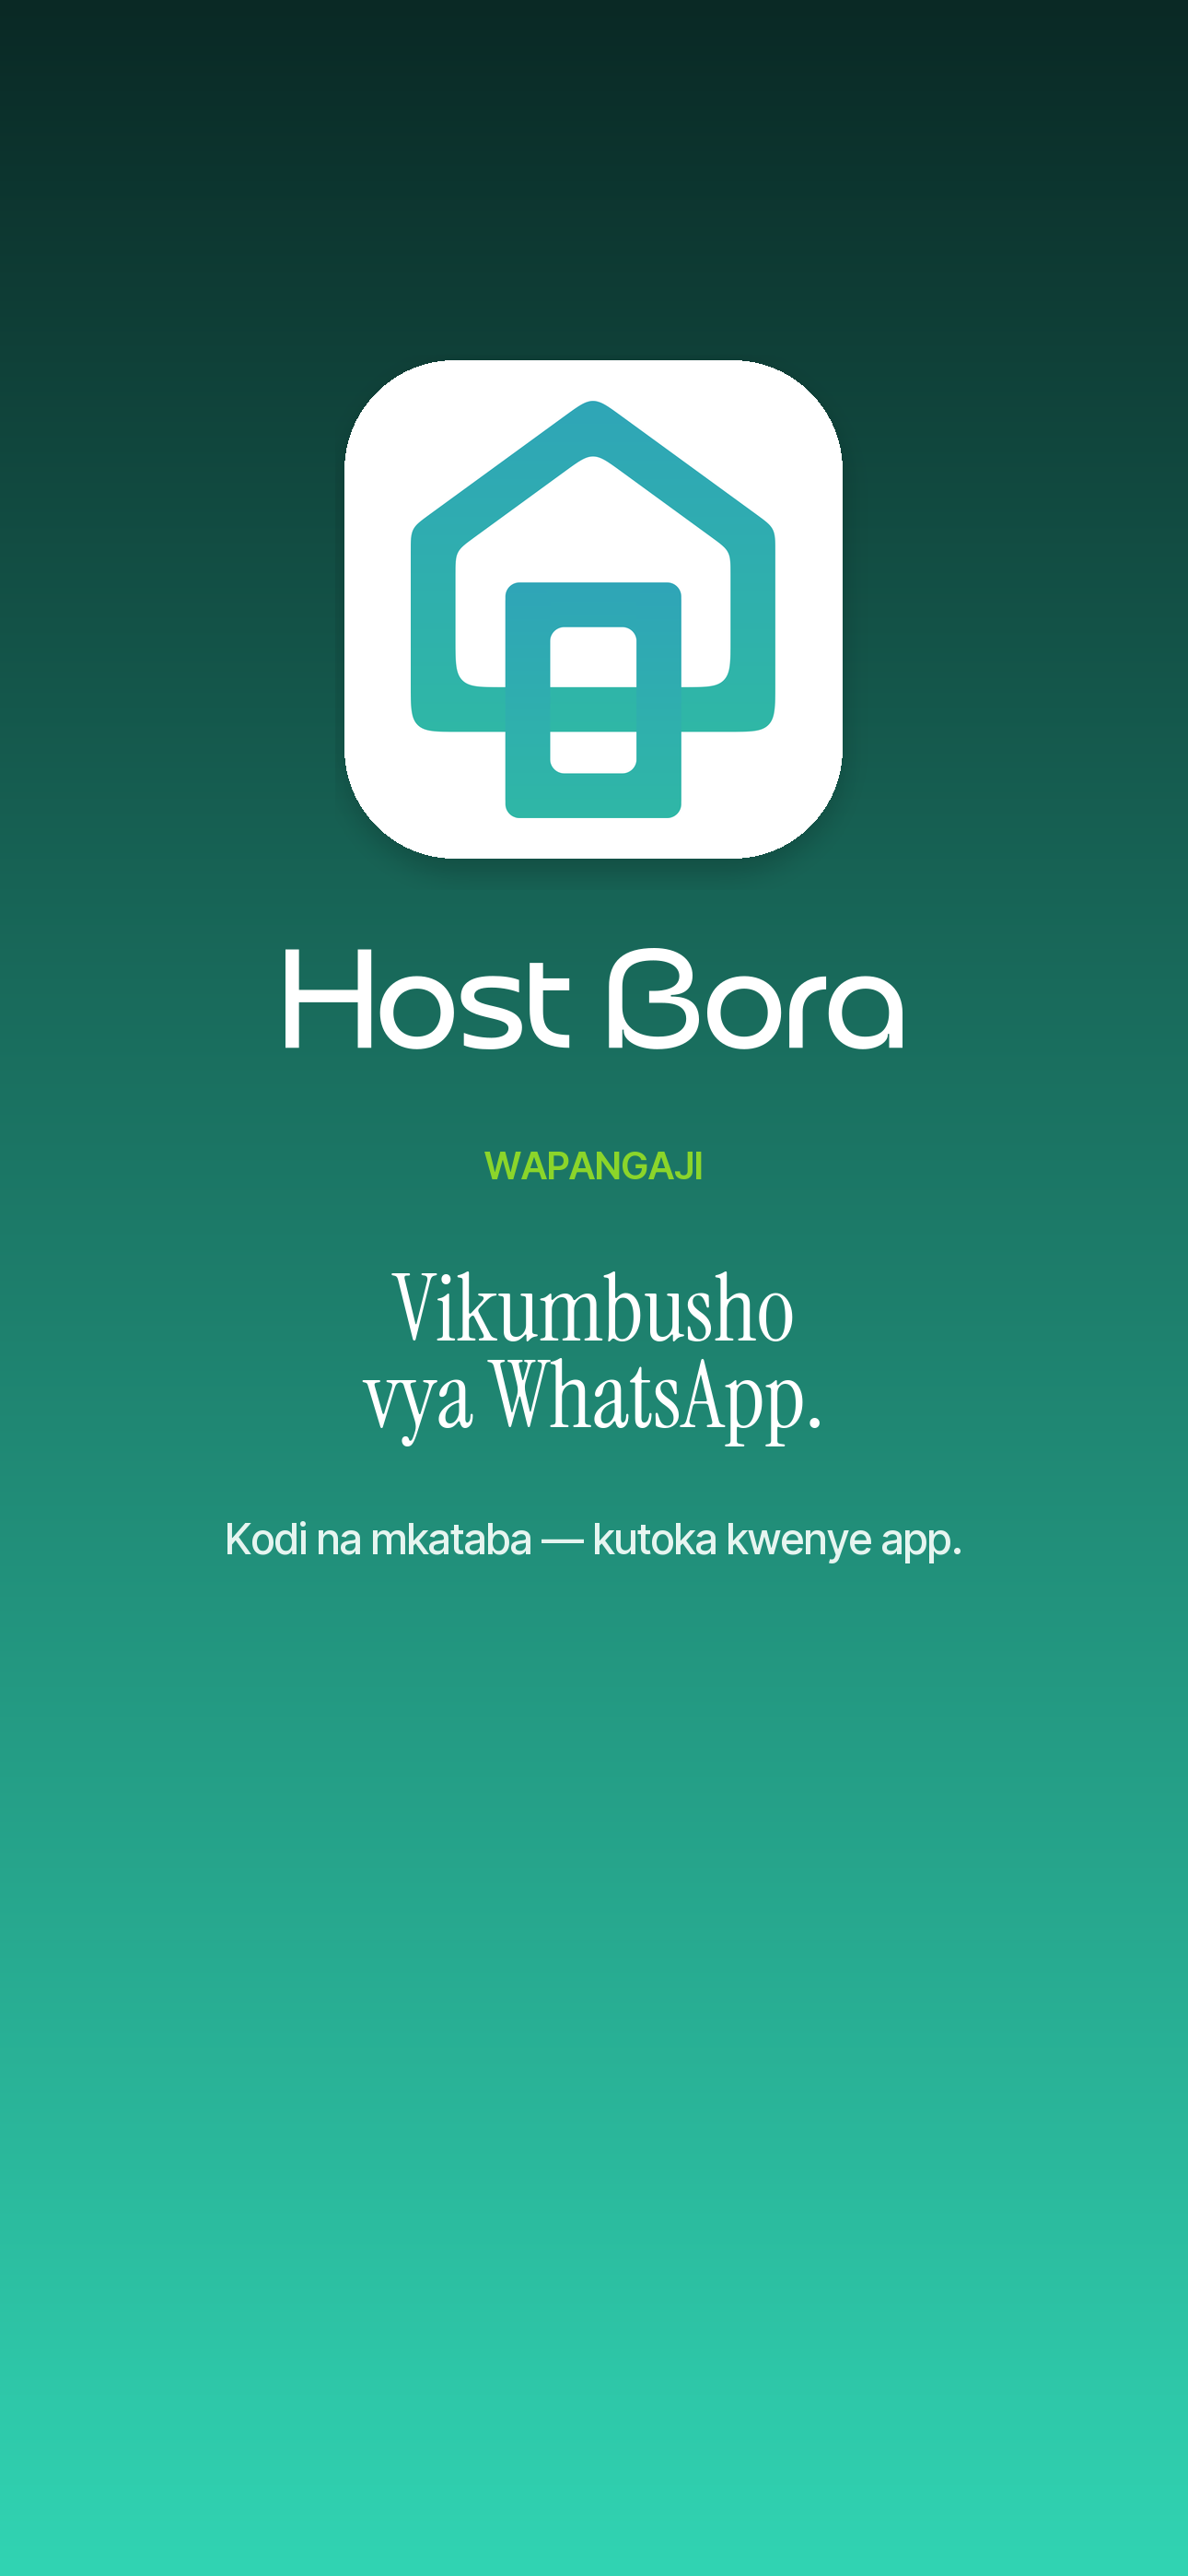 Host Bora
WAPANGAJI
Vikumbusho
vya WhatsApp.
Kodi na mkataba — kutoka kwenye app.